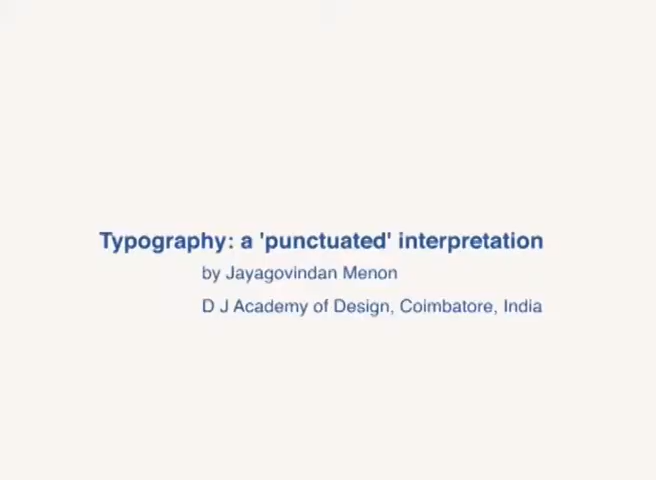 Typography: a 'punctuated' interpretation
by Jayagovindan Menon
D J Academy of Design, Coimbatore, India